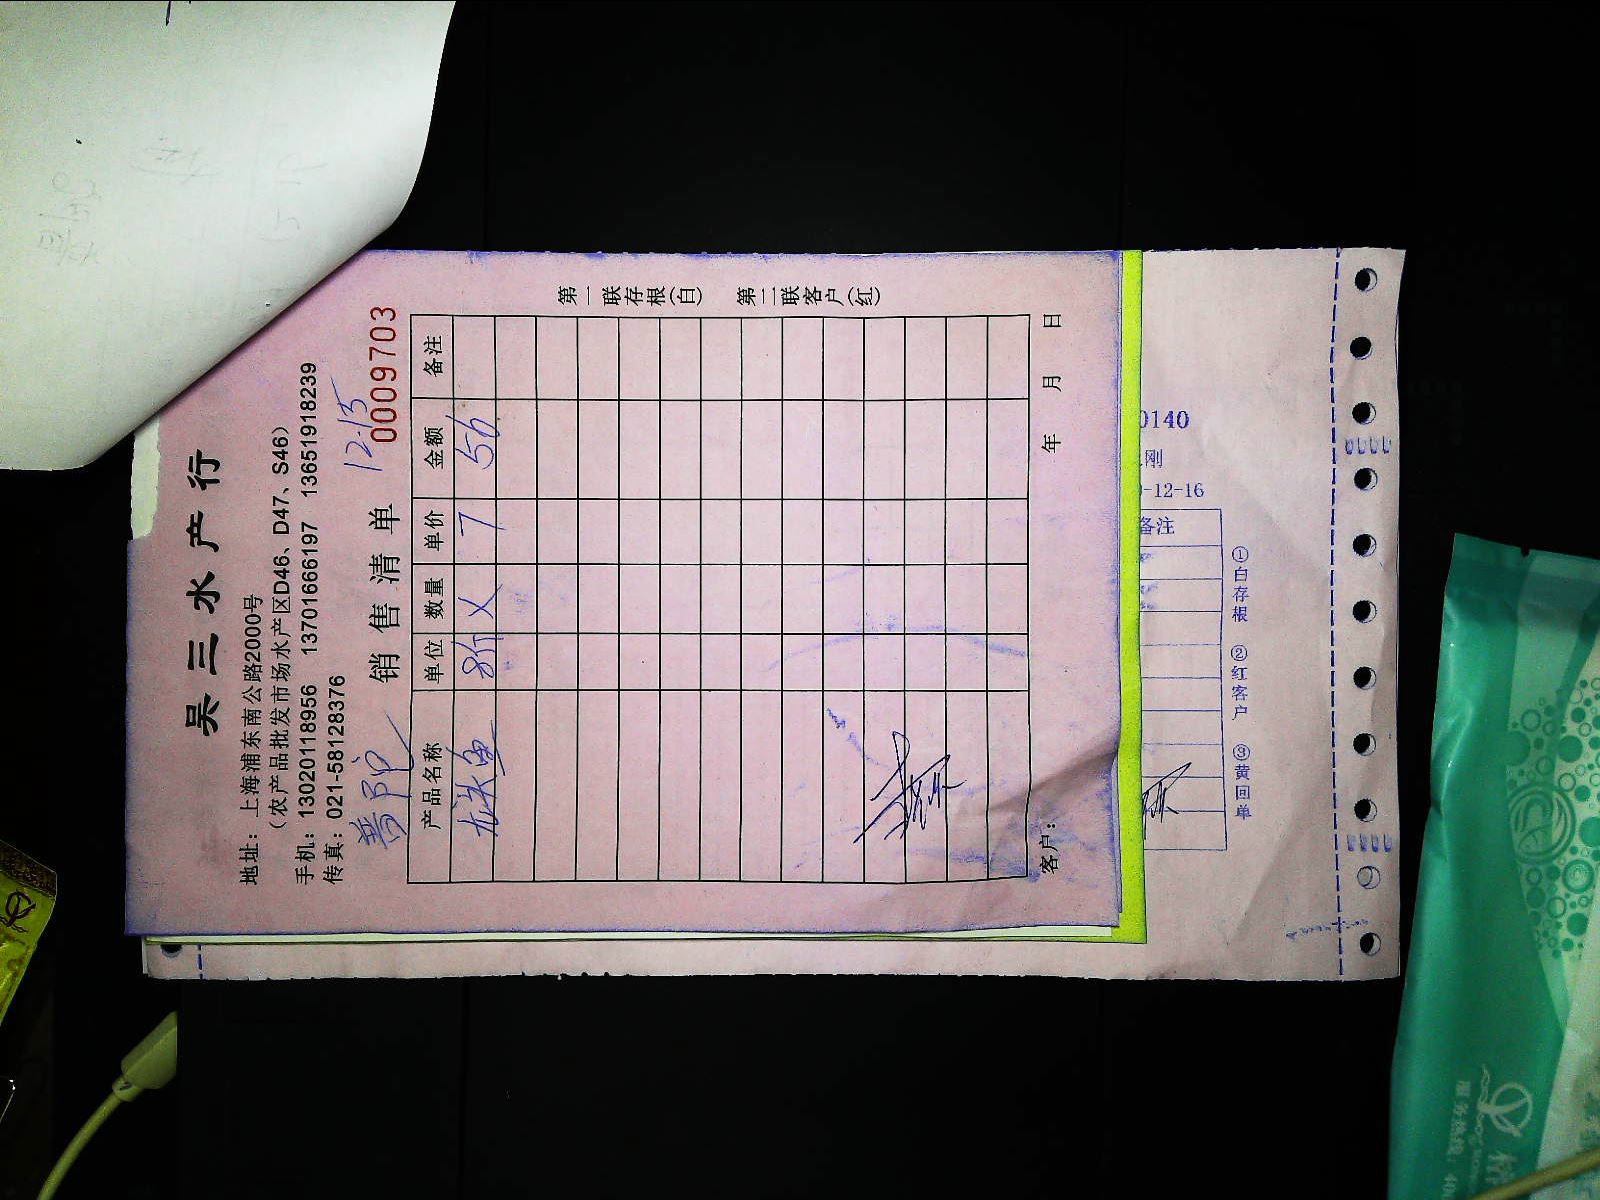 吴三水产行
地址：上海浦东南公路2000号
（农产品批发市场水产区D46、D47、S46）
手机：13020118956 13701666197 13651918239
传真：021-58128376
12.15
销售清单
0009703
产品名称 单位 数量 单价 金额 备注
龙头鱼 8斤 7 56
第一联存根(白) 第二联客户(红)
客户： 年 月 日
0140
刚
-12-16
备注
①白存根 ②红客户 ③黄回单